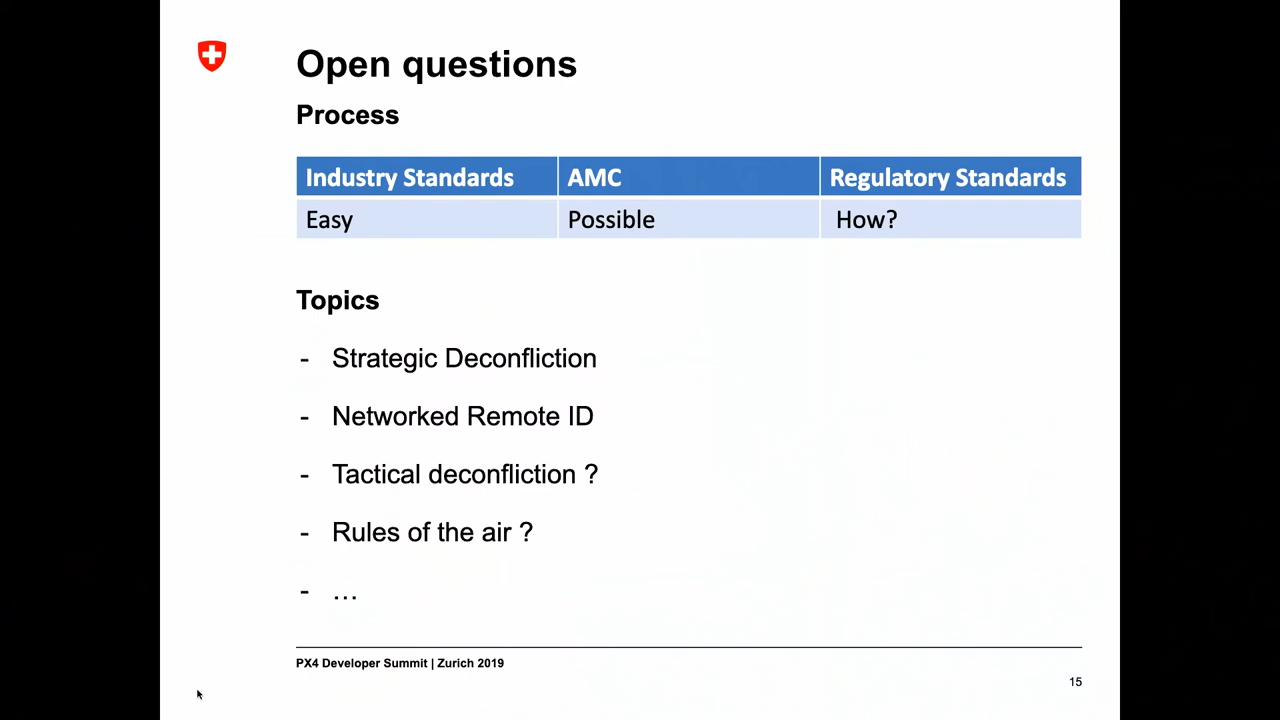 Open questions
Process
Industry Standards AMC Regulatory Standards
Easy Possible How?
Topics
- Strategic Deconfliction
- Networked Remote ID
- Tactical deconfliction ?
- Rules of the air ?
- …
PX4 Developer Summit | Zurich 2019
15